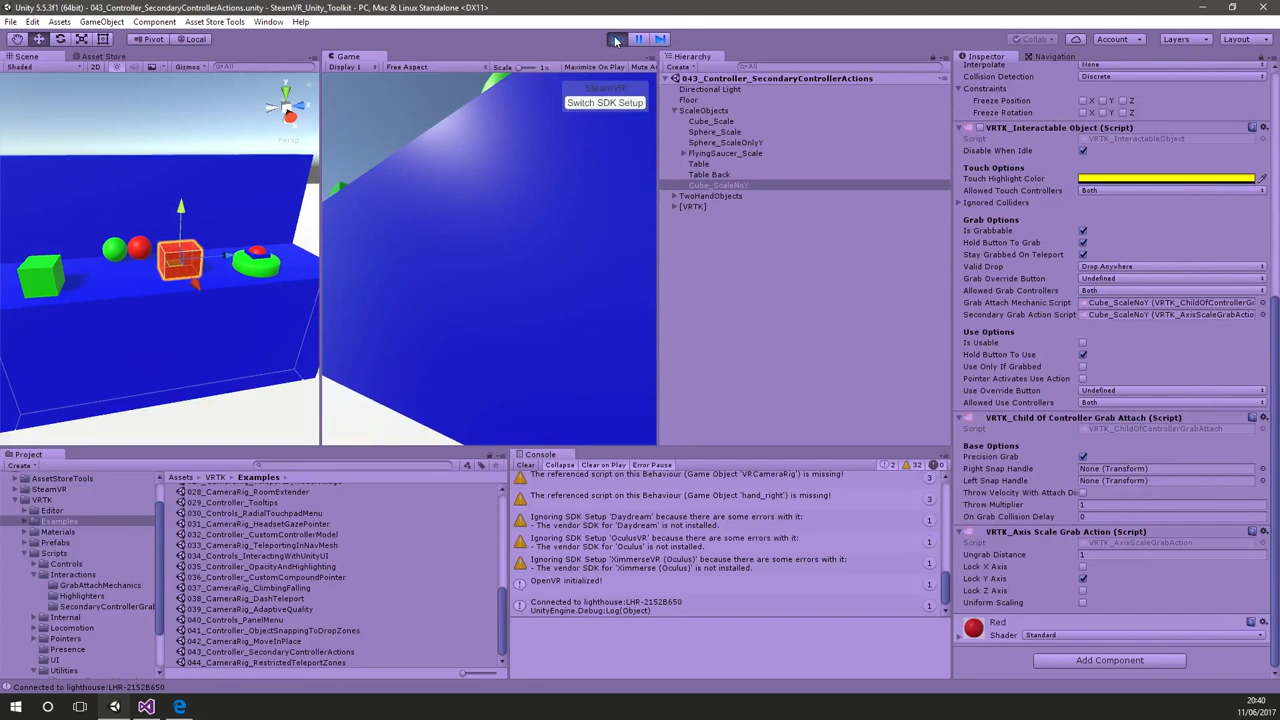 Unity 5.5.3f1 (64bit) - 043_Controller_SecondaryControllerActions.unity - SteamVR_Unity_Toolkit - PC, Mac & Linux Standalone <DX11>
File Edit Assets GameObject Component Asset Store Tools Window Help
Pivot Local Collab Account Layers Layout
Scene Asset Store
Shaded 2D Gizmos All
y
z
Persp
Game
Display 1 Free Aspect Scale 1x Maximize On Play Mute A
SteamVR
Switch SDK Setup
Hierarchy
Create All
043_Controller_SecondaryControllerActions
Directional Light
Floor
ScaleObjects
Cube_Scale
Sphere_Scale
Sphere_ScaleOnlyY
FlyingSaucer_Scale
Table
Table Back
Cube_ScaleNoY
TwoHandObjects
[VRTK]
Inspector Navigation
Interpolate None
Collision Detection Discrete
Constraints
Freeze Position X Y Z
Freeze Rotation X Y Z
VRTK_Interactable Object (Script)
Script VRTK_InteractableObject
Disable When Idle
Touch Options
Touch Highlight Color
Allowed Touch Controllers Both
Ignored Colliders
Grab Options
Is Grabbable
Hold Button To Grab
Stay Grabbed On Teleport
Valid Drop Drop Anywhere
Grab Override Button Undefined
Allowed Grab Controllers Both
Grab Attach Mechanic Script Cube_ScaleNoY (VRTK_ChildOfControllerG
Secondary Grab Action Script Cube_ScaleNoY (VRTK_AxisScaleGrabActio
Use Options
Is Usable
Hold Button To Use
Use Only If Grabbed
Pointer Activates Use Action
Use Override Button Undefined
Allowed Use Controllers Both
VRTK_Child Of Controller Grab Attach (Script)
Script VRTK_ChildOfControllerGrabAttach
Base Options
Precision Grab
Right Snap Handle None (Transform)
Left Snap Handle None (Transform)
Throw Velocity With Attach Di
Throw Multiplier 1
On Grab Collision Delay 0
VRTK_Axis Scale Grab Action (Script)
Script VRTK_AxisScaleGrabAction
Ungrab Distance 1
Lock X Axis
Lock Y Axis
Lock Z Axis
Uniform Scaling
Red
Shader Standard
Add Component
Project
Create
AssetStoreTools
SteamVR
VRTK
Editor
Examples
Materials
Prefabs
Scripts
Controls
Interactions
GrabAttachMechanics
Highlighters
SecondaryControllerGral
Internal
Locomotion
Pointers
Presence
UI
Utilities
Assets Examples VRTK
028_CameraRig_RoomExtender
029_Controller_Tooltips
030_Controls_RadialTouchpadMenu
031_CameraRig_HeadsetGazePointer
032_Controller_CustomControllerModel
033_CameraRig_TeleportingInNavMesh
034_Controls_InteractingWithUnityUI
035_Controller_OpacityAndHighlighting
036_Controller_CustomCompoundPointer
037_CameraRig_ClimbingFalling
038_CameraRig_DashTeleport
039_CameraRig_AdaptiveQuality
040_Controls_PanelMenu
041_Controller_ObjectSnappingToDropZones
042_CameraRig_MoveInPlace
043_Controller_SecondaryControllerActions
044_CameraRig_RestrictedTeleportZones
Console
Clear Collapse Clear on Play Error Pause 2 32 0
The referenced script on this Behaviour (Game Object 'VRCameraRig') is missing! 3
The referenced script on this Behaviour (Game Object 'hand_right') is missing! 3
Ignoring SDK Setup 'Daydream' because there are some errors with it:
- The vendor SDK for 'Daydream' is not installed. 1
Ignoring SDK Setup 'OculusVR' because there are some errors with it:
- The vendor SDK for 'Oculus' is not installed. 1
Ignoring SDK Setup 'XimmerseVR (Oculus)' because there are some errors with it:
- The vendor SDK for 'Ximmerse (Oculus)' is not installed. 1
OpenVR initialized! 1
Connected to lighthouse:LHR-2152B650
UnityEngine.Debug:Log(Object) 1
Connected to lighthouse:LHR-2152B650
20:40
11/06/2017